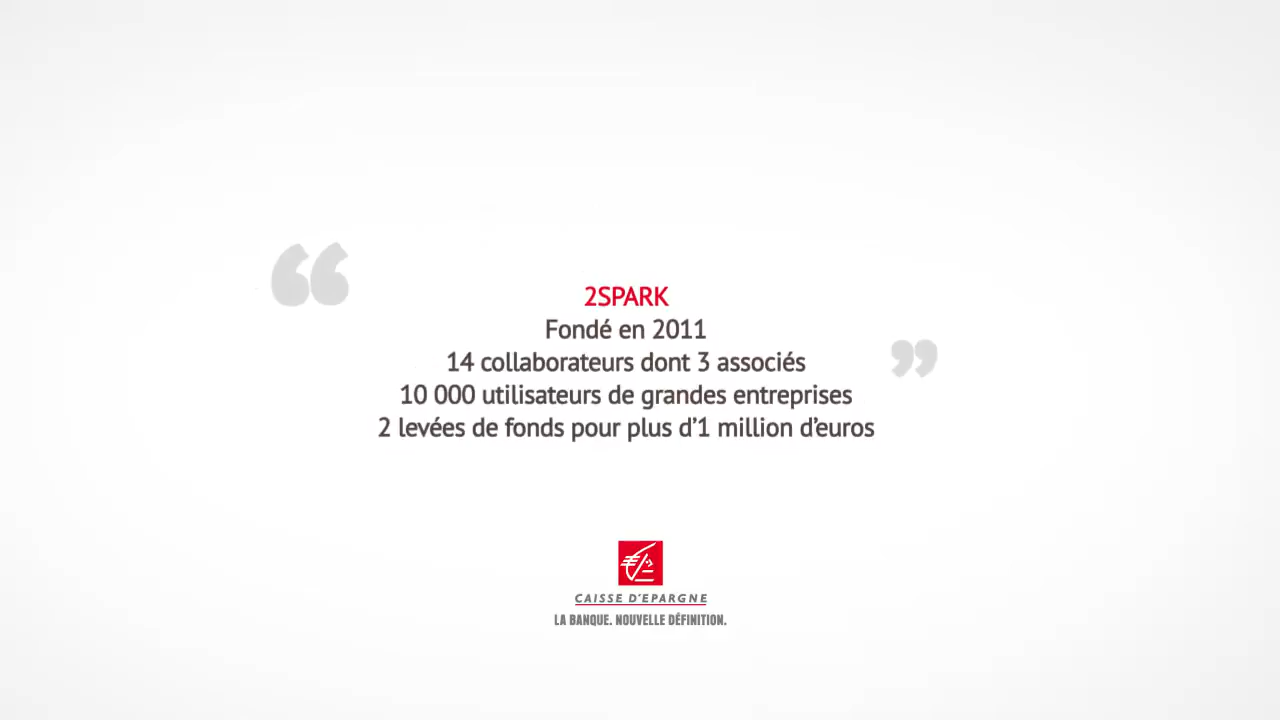 2SPARK
Fondé en 2011
14 collaborateurs dont 3 associés
10 000 utilisateurs de grandes entreprises
2 levées de fonds pour plus d’1 million d’euros
CAISSE D'EPARGNE
LA BANQUE. NOUVELLE DÉFINITION.